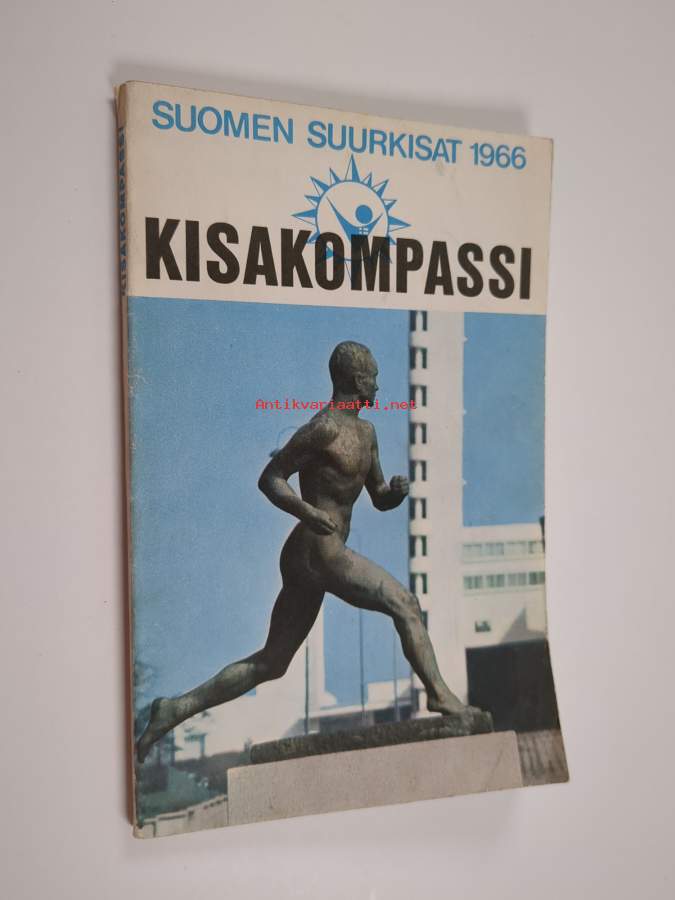 SUOMEN SUURKISAT 1966
KISAKOMPASSI
KISAKOMPASSI
Antikvariaatti.net